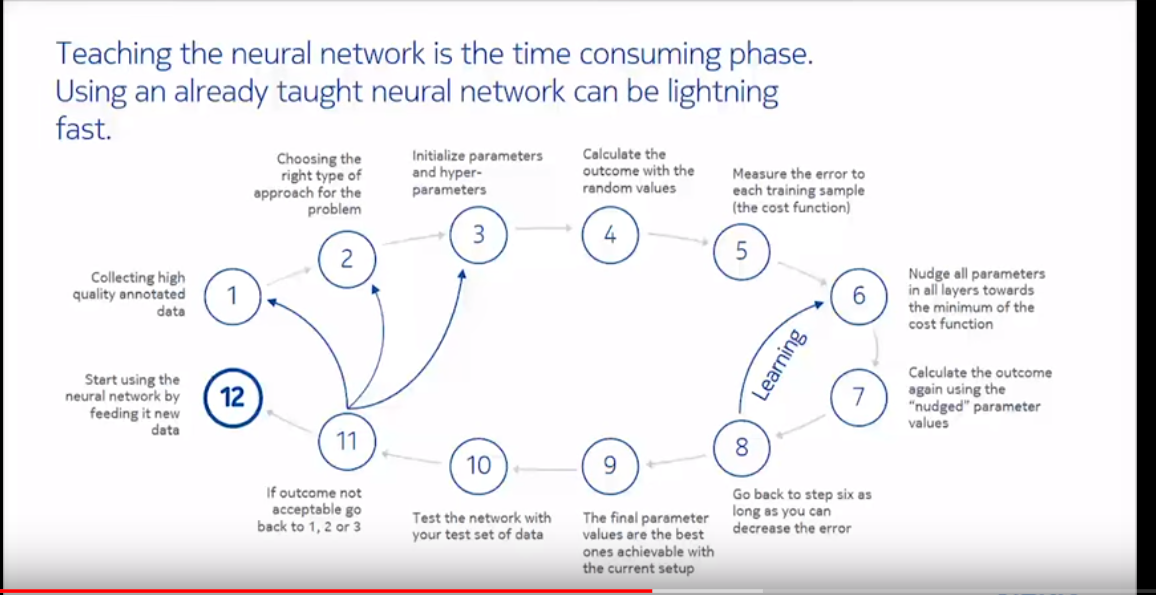 Teaching the neural network is the time consuming phase.
Using an already taught neural network can be lightning
fast.
Choosing the
right type of
approach for the
problem
Initialize parameters
and hyper-
parameters
Calculate the
outcome with the
random values
Measure the error to
each training sample
(the cost function)
Collecting high
quality annotated
data
1
2
3
4
5
6
Nudge all parameters
in all layers towards
the minimum of the
cost function
Learning
Start using the
neural network by
feeding it new
data
12
11
10
9
8
7
Calculate the outcome
again using the
"nudged" parameter
values
If outcome not
acceptable go
back to 1, 2 or 3
Test the network with
your test set of data
The final parameter
values are the best
ones achievable with
the current setup
Go back to step six as
long as you can
decrease the error